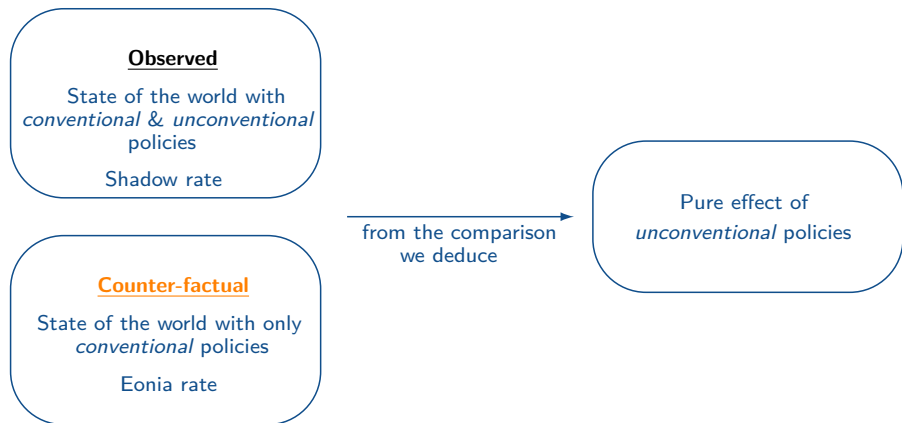 Observed
State of the world with
conventional & unconventional
policies
Shadow rate
Counter-factual
State of the world with only
conventional policies
Eonia rate
from the comparison
we deduce
Pure effect of
unconventional policies